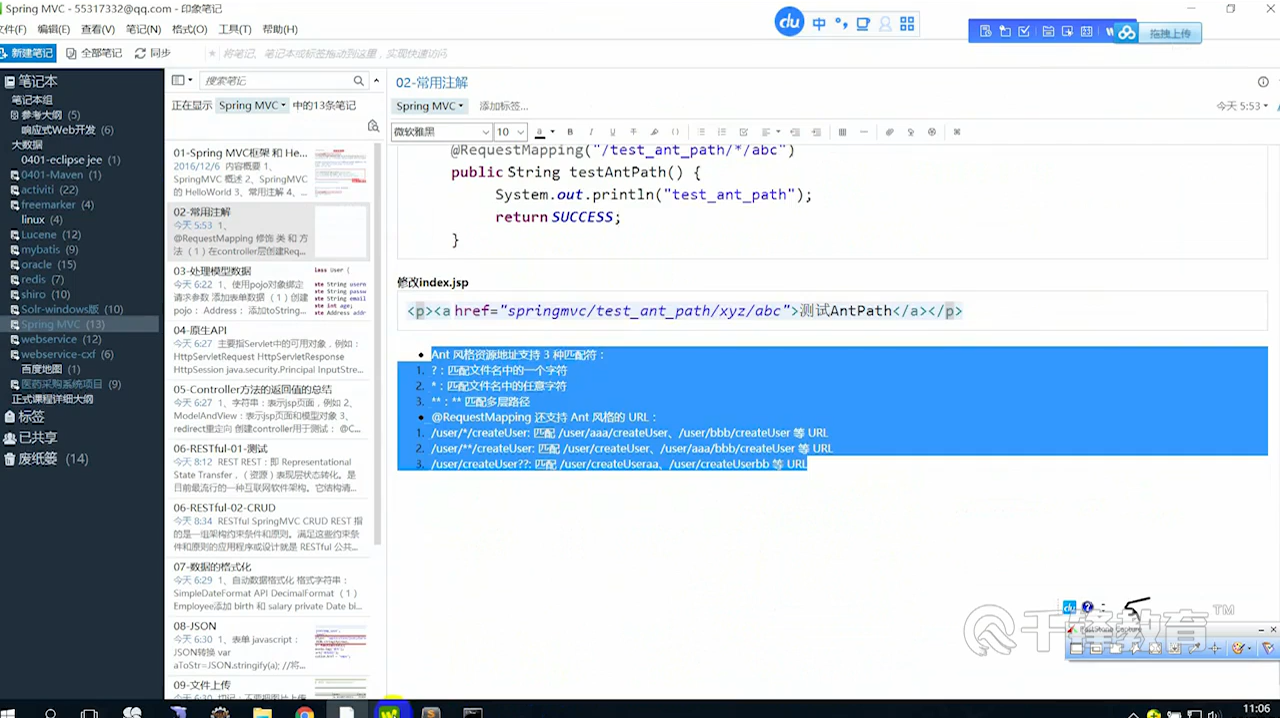 Spring MVC - 55317332@qq.com - 印象笔记
文件(F) 编辑(E) 查看(V) 笔记(N) 格式(O) 工具(T) 帮助(H)
新建笔记 全部笔记 同步 将笔记、笔记本或标签拖动到这里，实现快速访问
du 中
拖拽上传
笔记本
笔记本组
参考大纲 (5)
响应式Web开发 (6)
大数据
0401-eclipse jee (1)
0401-Maven (1)
activiti (22)
freemarker (4)
linux (4)
Lucene (12)
mybatis (9)
oracle (15)
redis (7)
shiro (10)
Solr-windows版 (10)
Spring MVC (13)
webservice (12)
webservice-cxf (6)
百度地图 (1)
医药采购系统项目 (9)
正式课程详细大纲
标签
已共享
废纸篓 (14)
搜索笔记
正在显示 Spring MVC 中的13条笔记
01-Spring MVC框架 和 He...
2016/12/6 内容概要 1、
SpringMVC 概述 2、SpringMVC
的 HelloWorld 3、常用注解 4、...
02-常用注解
今天 5:53 1、
@RequestMapping 修饰 类 和 方
法 （1）在controller层创建Req...
03-处理模型数据
今天 6:22 1、使用pojo对象绑定
请求参数 添加表单数据 （1）创建
pojo： Address： 添加toString...
04-原生API
今天 6:27 主要指Servlet中的可用对象，例如：
HttpServletRequest HttpServletResponse
HttpSession java.security.Principal InputStre...
05-Controller方法的返回值的总结
今天 6:27 1、字符串：表示jsp页面，例如 2、
ModelAndView：表示jsp页面和模型对象 3、
redirect:重定向 创建controller用于测试： @C...
06-RESTful-01-测试
今天 8:12 REST REST：即 Representational
State Transfer，（资源）表现层状态转化。是
目前最流行的一种互联网软件架构。它结构清...
06-RESTful-02-CRUD
今天 8:34 RESTful SpringMVC CRUD REST 指
的是一组架构约束条件和原则。满足这些约束条
件和原则的应用程序或设计就是 RESTful 公共...
07-数据的格式化
今天 6:29 1、自动数据格式化 格式字符串：
SimpleDateFormat API DecimalFormat （1）
Employee添加 birth 和 salary private Date bi...
08-JSON
今天 6:30 1、表单 javascript：
JSON转换 var
aToStr=JSON.stringify(a); //将...
09-文件上传
02-常用注解
Spring MVC 添加标签... 今天 5:53
微软雅黑 10
@RequestMapping("/test_ant_path/*/abc")
public String testAntPath() {
System.out.println("test_ant_path");
return SUCCESS;
}
修改index.jsp
<p><a href="springmvc/test_ant_path/xyz/abc">测试AntPath</a></p>
• Ant 风格资源地址支持 3 种匹配符：
1. ?：匹配文件名中的一个字符
2. *：匹配文件名中的任意字符
3. **：** 匹配多层路径
• @RequestMapping 还支持 Ant 风格的 URL：
1. /user/*/createUser: 匹配 /user/aaa/createUser、/user/bbb/createUser 等 URL
2. /user/**/createUser: 匹配 /user/createUser、/user/aaa/bbb/createUser 等 URL
3. /user/createUser??: 匹配 /user/createUseraa、/user/createUserbb 等 URL
千锋教育™
11:06